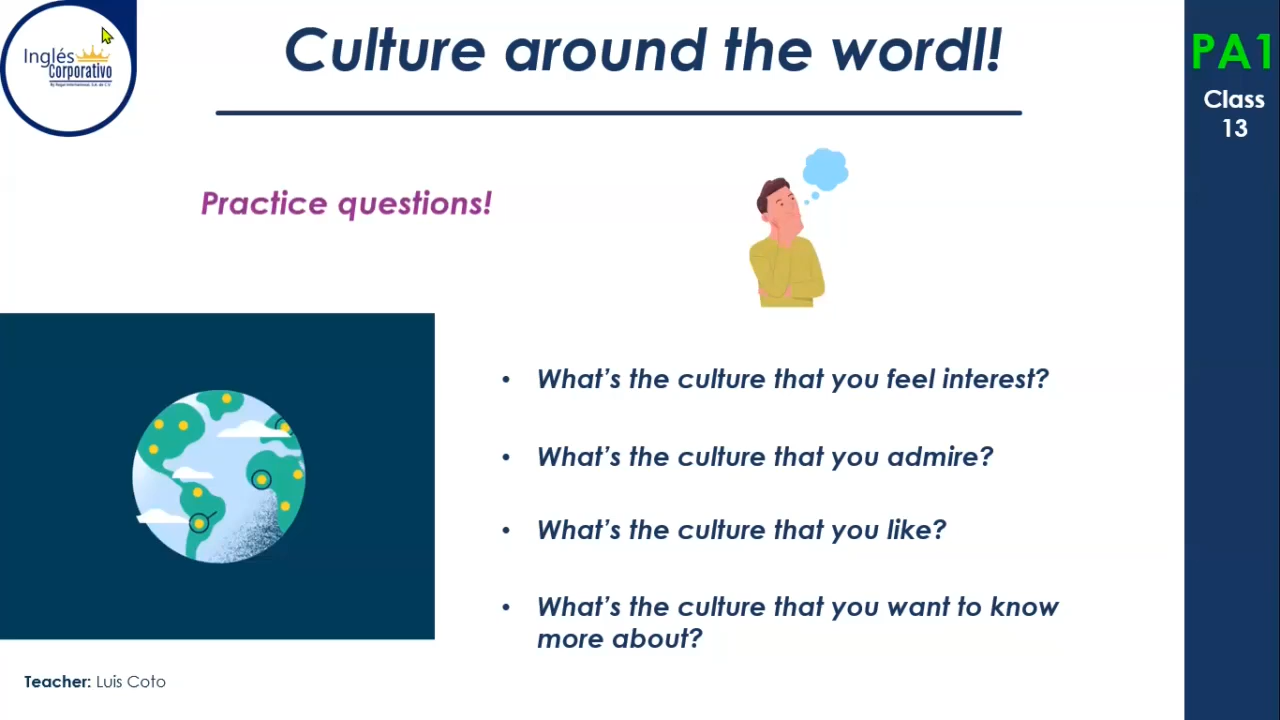 Inglés
Corporativo
Culture around the word!!
PA1
Class
13
Practice questions!
• What's the culture that you feel interest?
• What's the culture that you admire?
• What's the culture that you like?
• What's the culture that you want to know
more about?
Teacher: Luis Coto